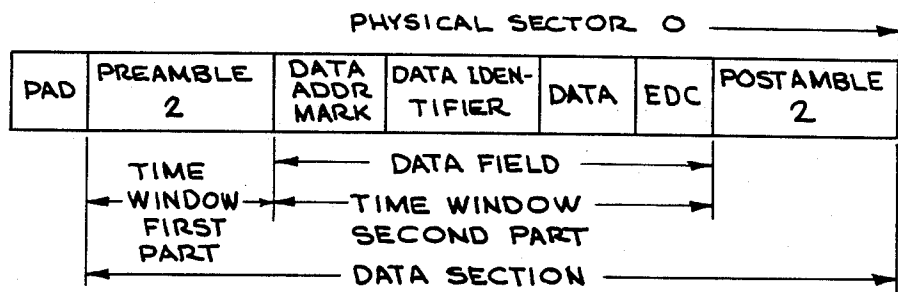 PHYSICAL SECTOR 0
PAD
PREAMBLE
2
DATA
ADDR
MARK
DATA IDEN-
TIFIER
DATA
EDC
POSTAMBLE
2
DATA FIELD
TIME
WINDOW
FIRST
PART
TIME WINDOW
SECOND PART
DATA SECTION